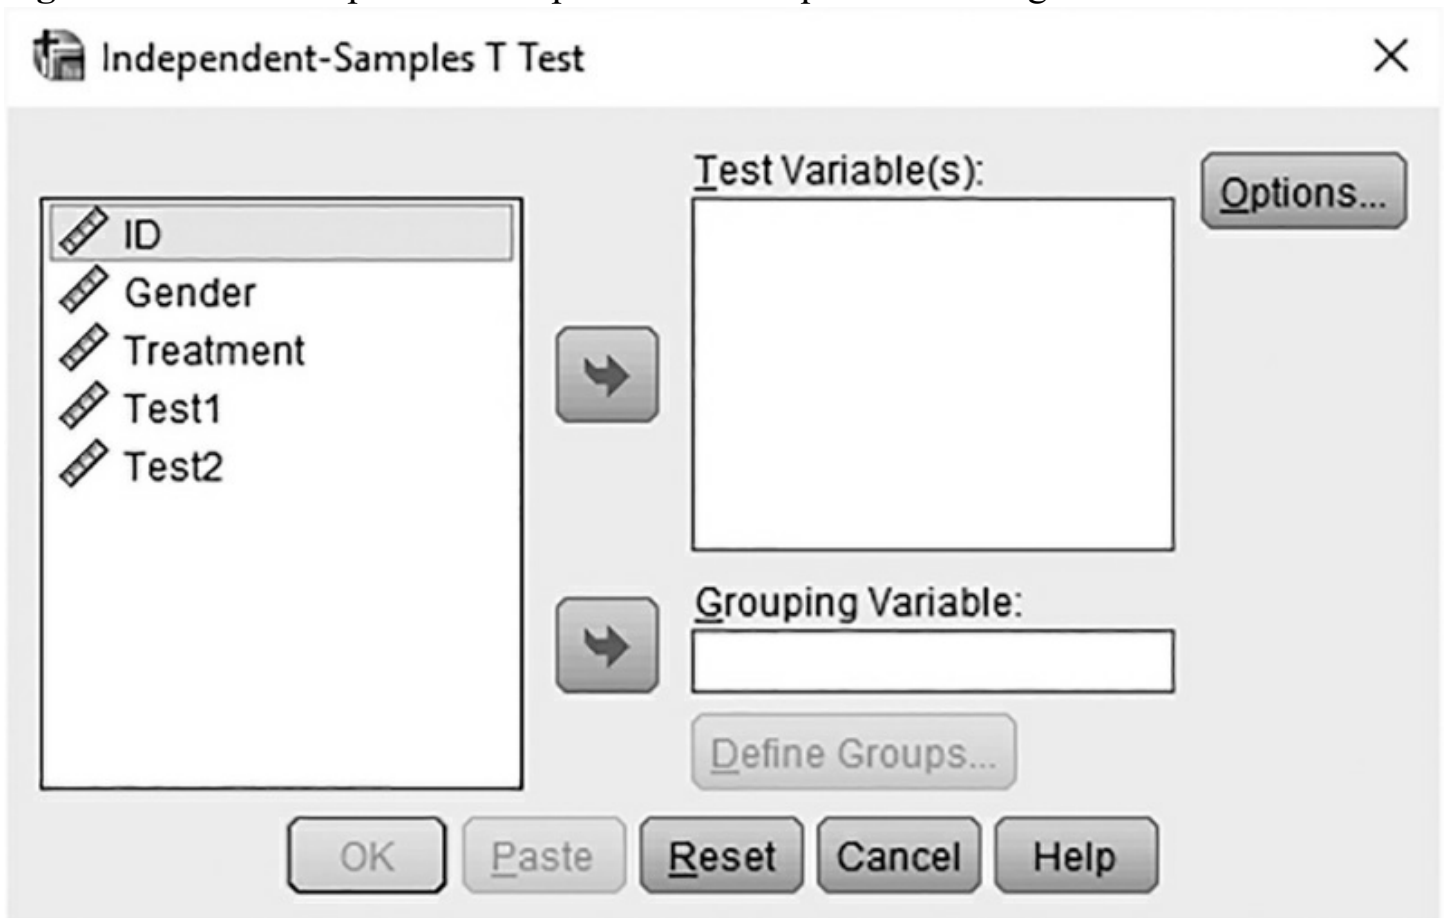 Independent-Samples T Test
Test Variable(s):
Options...
ID
Gender
Treatment
Test1
Test2
Grouping Variable:
Define Groups...
OK
Paste
Reset
Cancel
Help